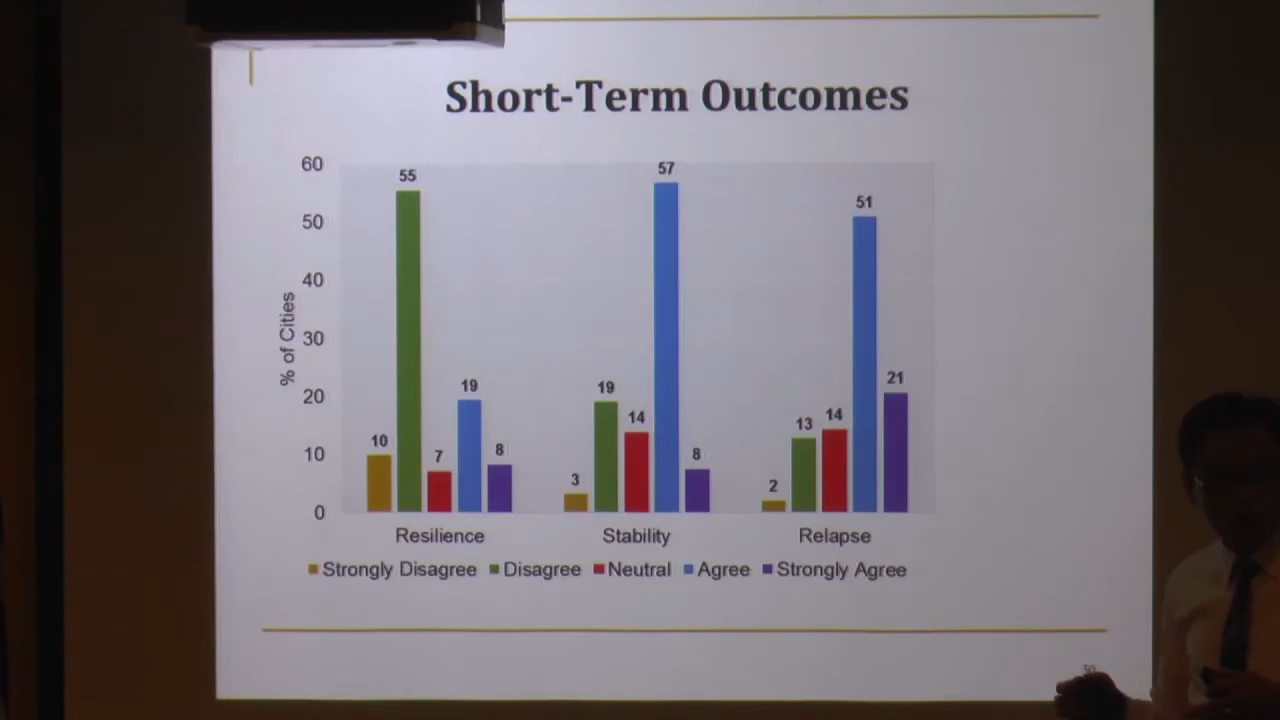 Short-Term Outcomes
60
50
40
30
20
10
0
% of Cities
10 55 7 19 8
3 19 14 57 8
2 13 14 51 21
Resilience Stability Relapse
Strongly Disagree Disagree Neutral Agree Strongly Agree